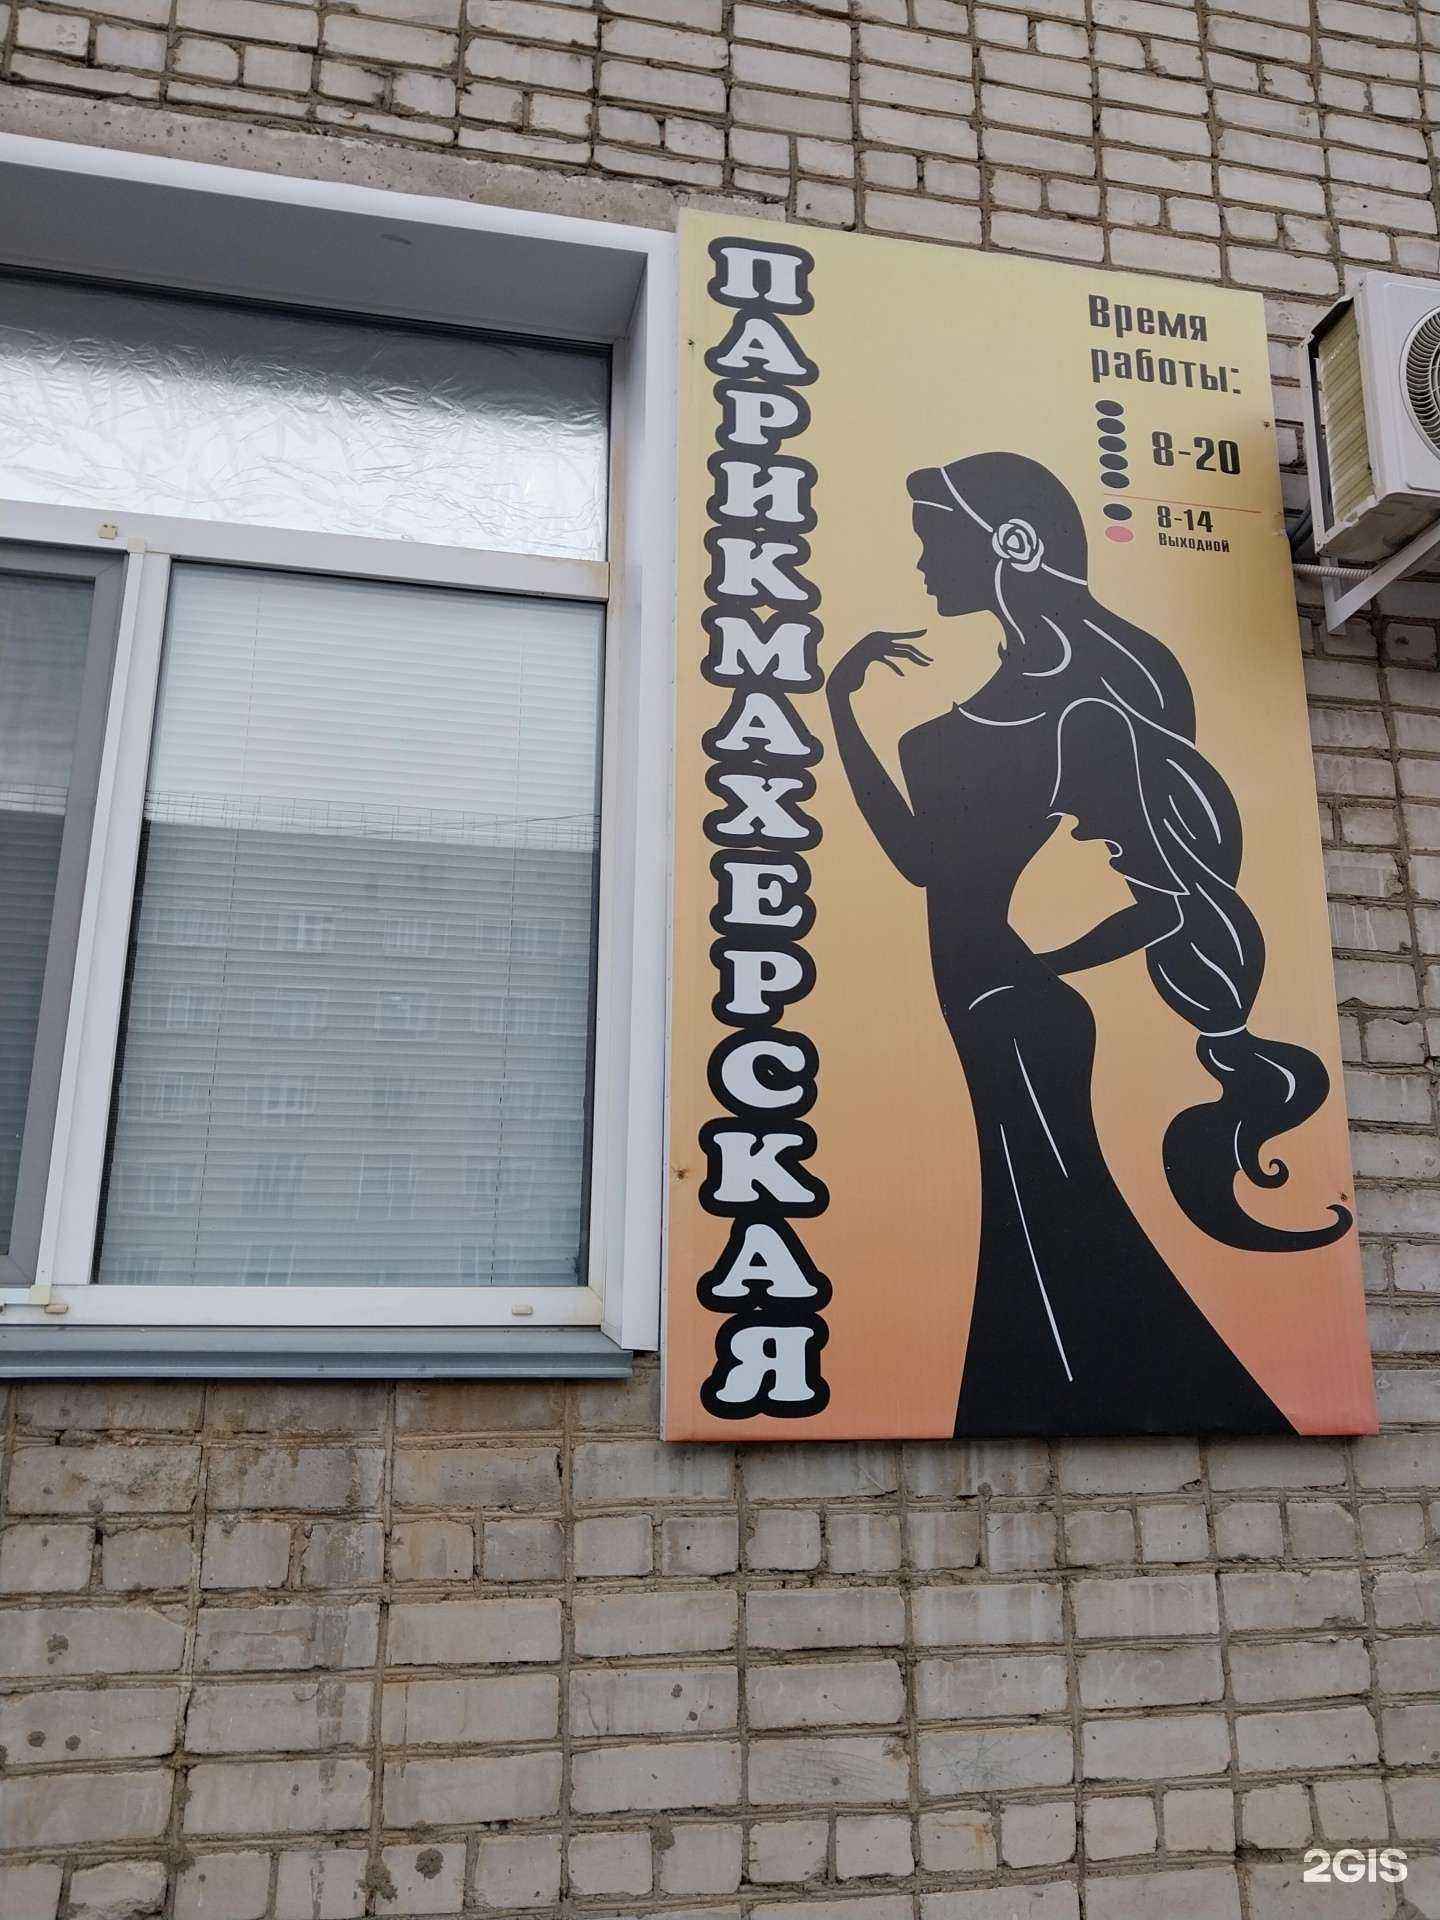 ПАРИКМАХЕРСКАЯ
Время
работы:
8-20
8-14
Выходной
2GIS